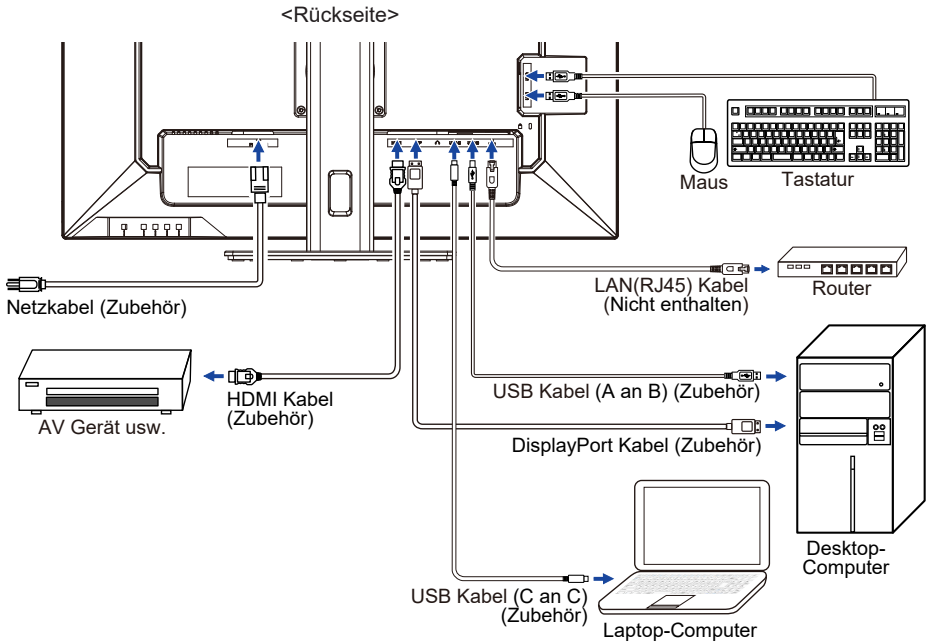 <Rückseite>
Maus
Tastatur
LAN(RJ45) Kabel
(Nicht enthalten)
Router
Netzkabel (Zubehör)
HDMI Kabel
(Zubehör)
AV Gerät usw.
USB Kabel (A an B) (Zubehör)
DisplayPort Kabel (Zubehör)
Desktop-
Computer
USB Kabel (C an C)
(Zubehör)
Laptop-Computer